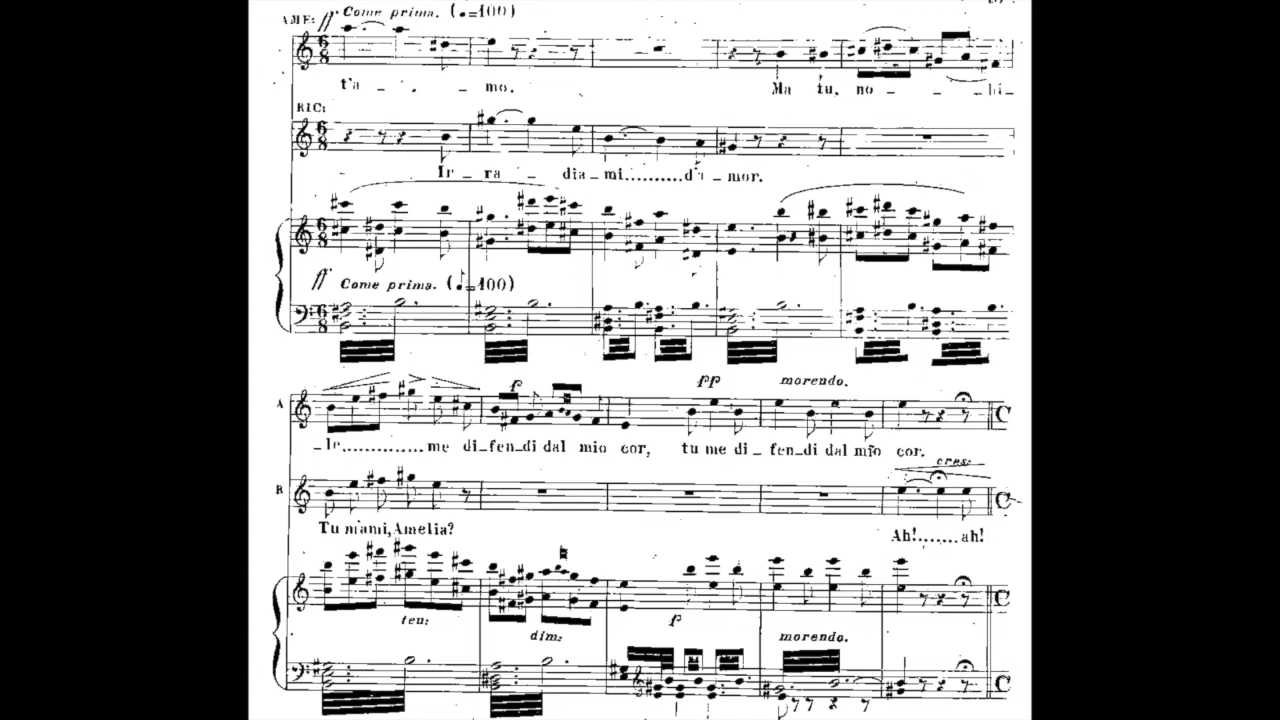 AME: ff Come prima. (♩.=100)
t'a - . - mo. Ma tu, no - - - bi-
RIC:
Ir - ra - dia-mi..........d'a - mor.
ff Come prima. (♩.=100)
p pp morendo.
A
-le,.............. me di-fen-di dal mio cor, tu me di - fen-di dal mio cor.
cres:
R
Tu m'ami, Amelia? Ah!.......ah!
ten: dim: p morendo.